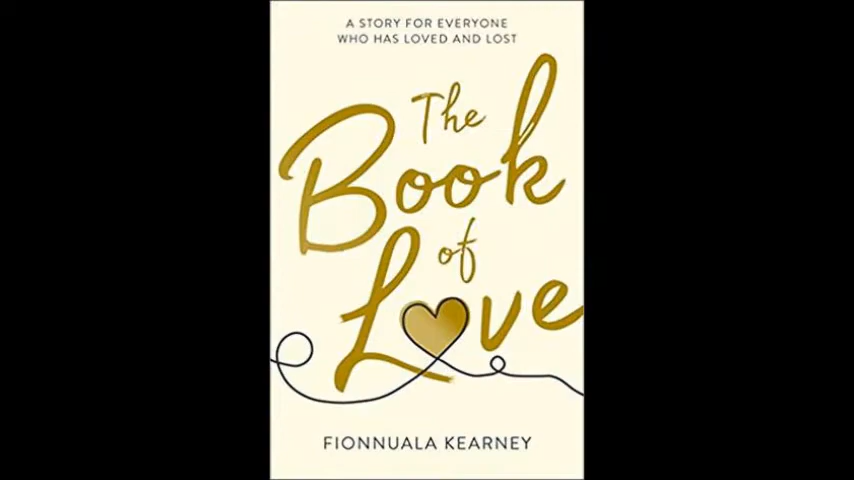 A STORY FOR EVERYONE
WHO HAS LOVED AND LOST
The
Book
of
Love
FIONNUALA KEARNEY